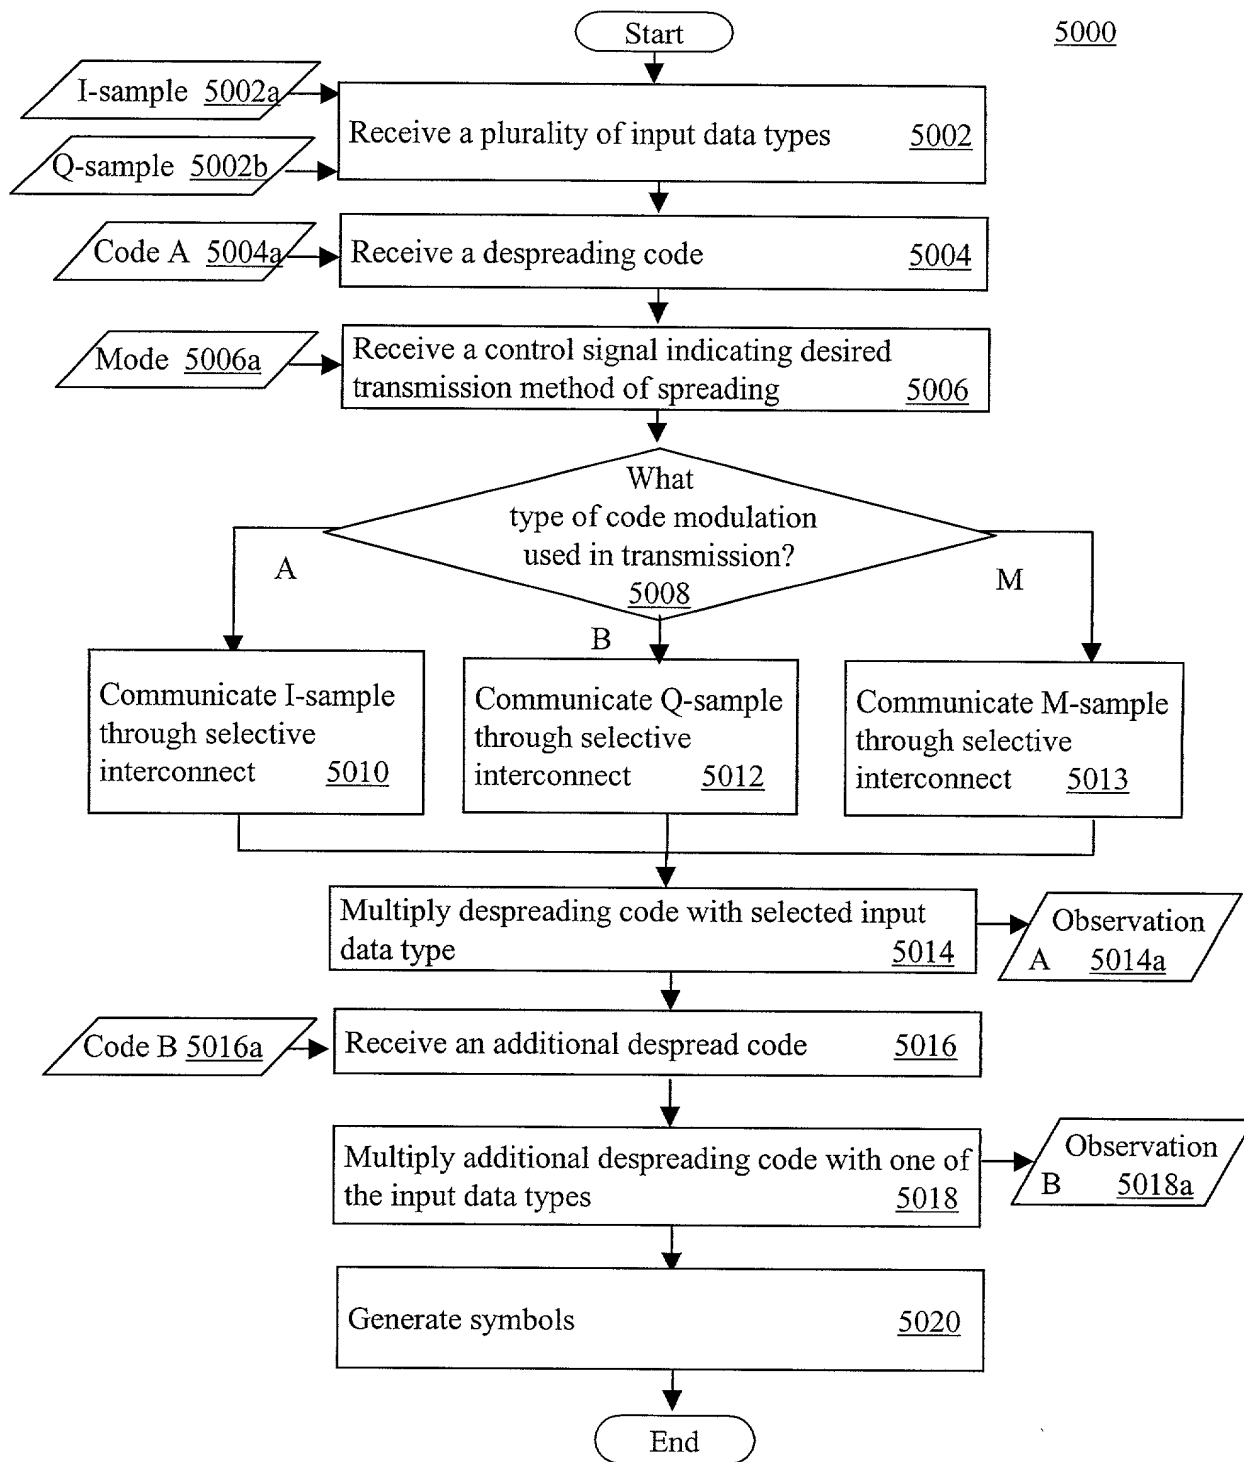 Start
5000
I-sample 5002a
Receive a plurality of input data types 5002
Q-sample 5002b
Code A 5004a
Receive a despreading code 5004
Mode 5006a
Receive a control signal indicating desired
transmission method of spreading 5006
What
type of code modulation
used in transmission?
5008
A
B
M
Communicate I-sample
through selective
interconnect 5010
Communicate Q-sample
through selective
interconnect 5012
Communicate M-sample
through selective
interconnect 5013
Multiply despreading code with selected input
data type 5014
Observation
A 5014a
Code B 5016a
Receive an additional despread code 5016
Multiply additional despreading code with one of
the input data types 5018
Observation
B 5018a
Generate symbols 5020
End